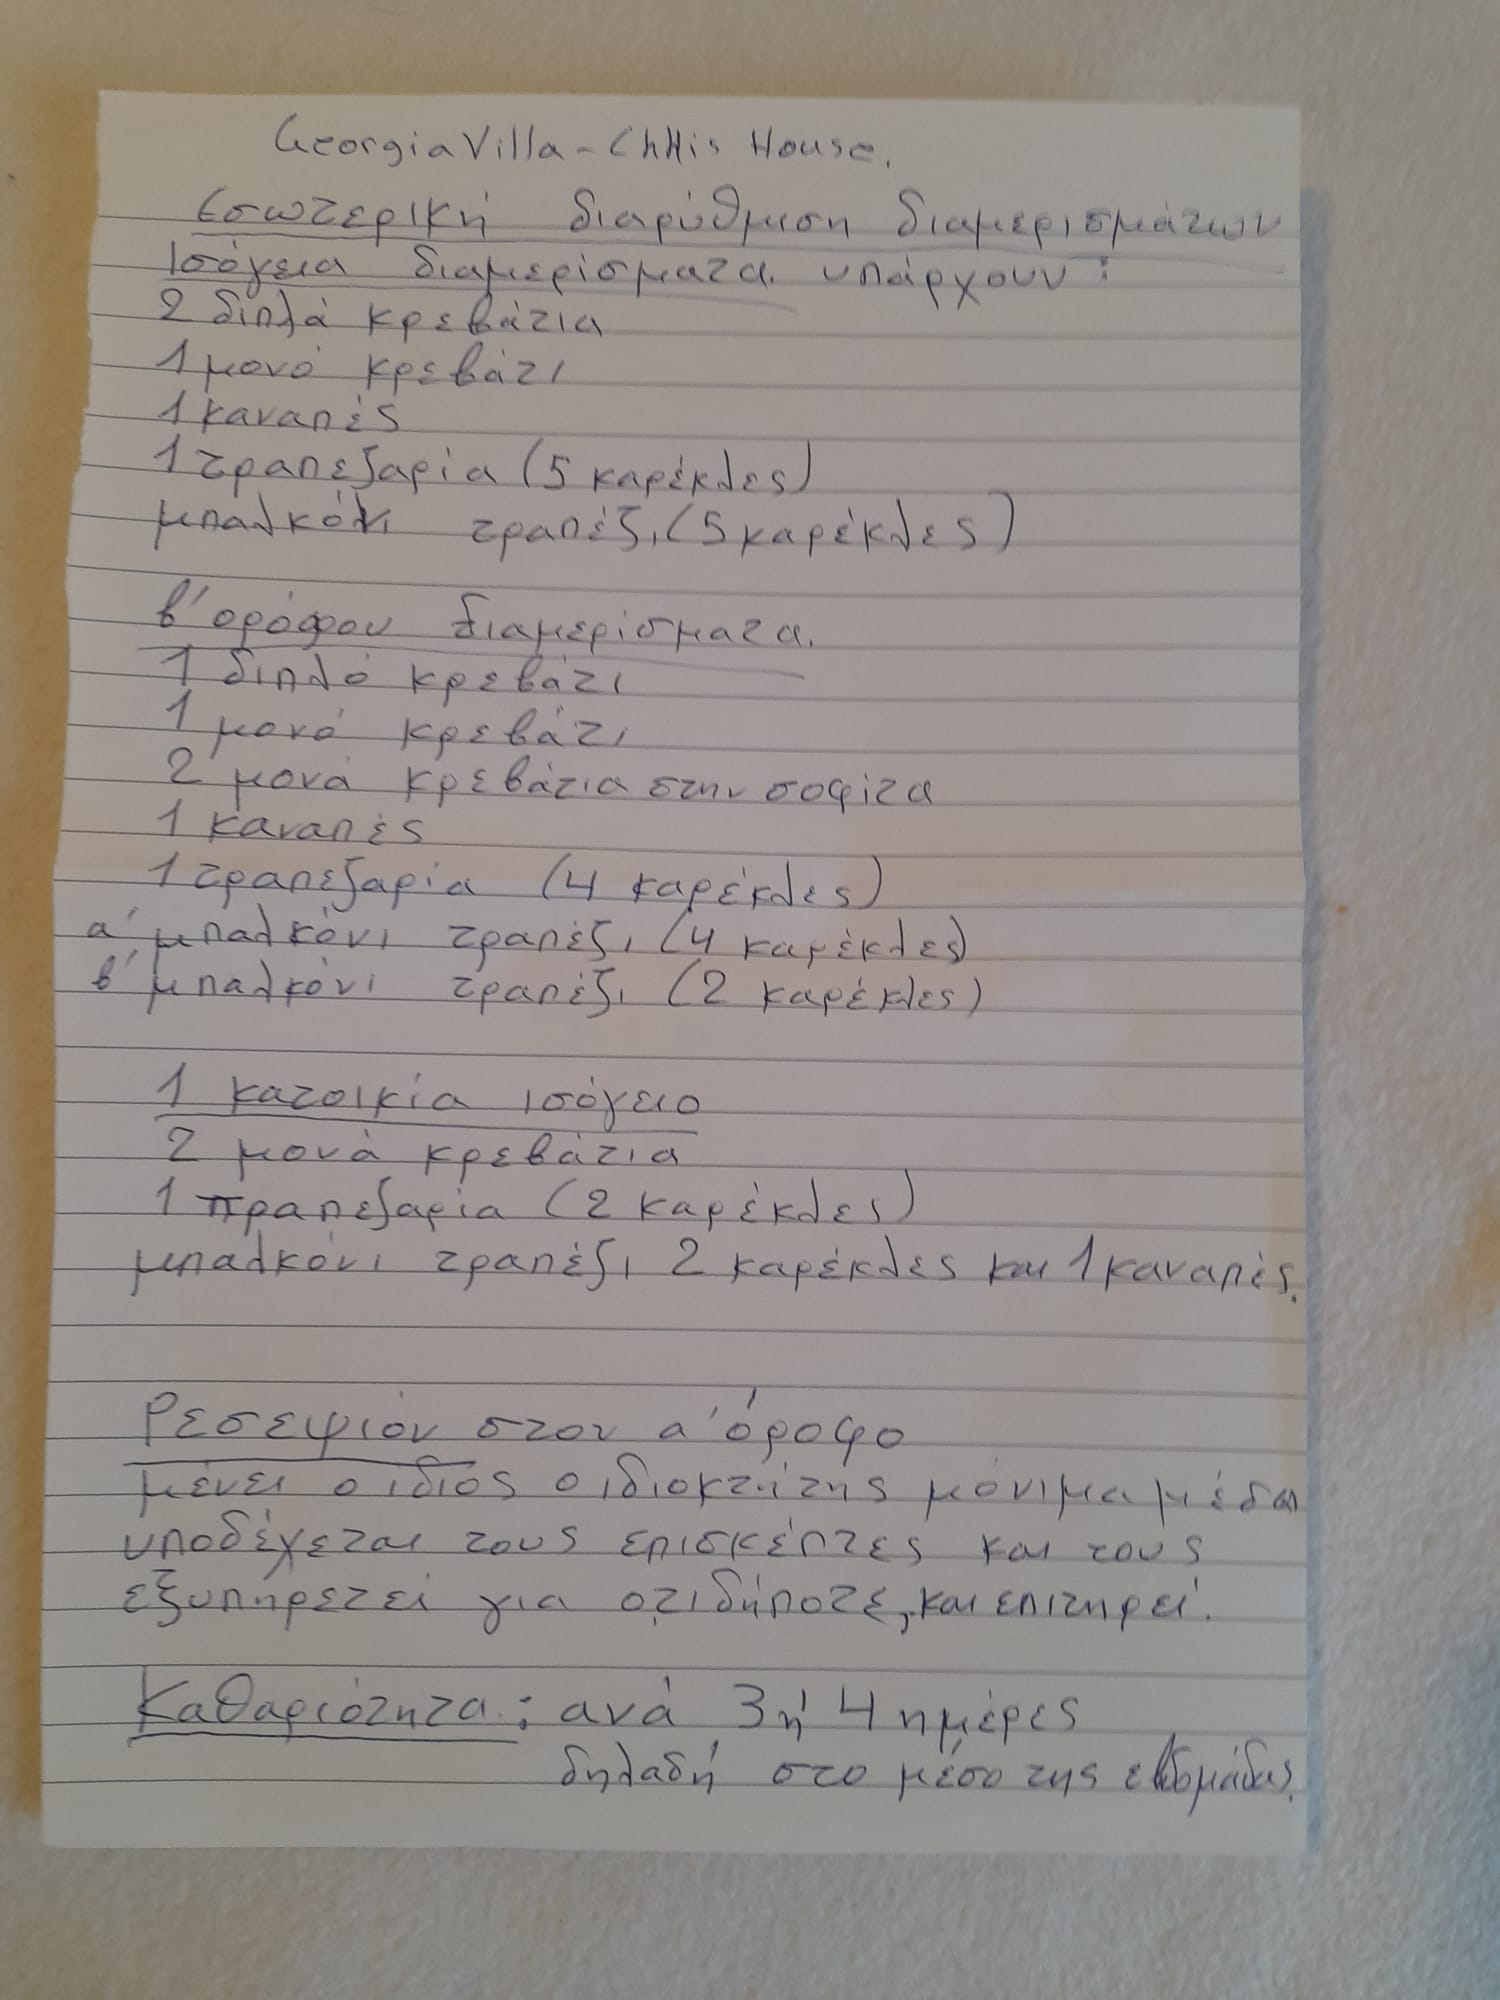 Georgia Villa - Chttis House.
Εσωτερική διαρύθμιση διαμερισμάτων
Ισόγεια διαμερίσματα υπάρχουν:
2 διπλά κρεβάτια
1 μονό κρεβάτι
1 καναπές
1 τραπεζαρία (5 καρέκλες)
μπαλκόνι τραπέζι (5 καρέκλες)
β' ορόφου διαμερίσματα.
1 διπλό κρεβάτι
1 μονό κρεβάτι
2 μονά κρεβάτια στην σοφίτα
1 καναπές
1 τραπεζαρία (4 καρέκλες)
α' μπαλκόνι τραπέζι (4 καρέκλες)
β' μπαλκόνι τραπέζι (2 καρέκλες)
1 κατοικία ισόγειο
2 μονά κρεβάτια
1 τραπεζαρία (2 καρέκλες)
μπαλκόνι τραπέζι 2 καρέκλες και 1 καναπές.
Ρεσεψιόν στον α' όροφο
μένει ο ίδιος ο ιδιοκτήτης μόνιμα
υποδέχεται τους επισκέπτες και τους
εξυπηρετεί για οτιδήποτε, και επιτηρεί.
Καθαριότητα: ανά 3 ή 4 ημέρες
δηλαδή στο μέσο της εβδομάδας.